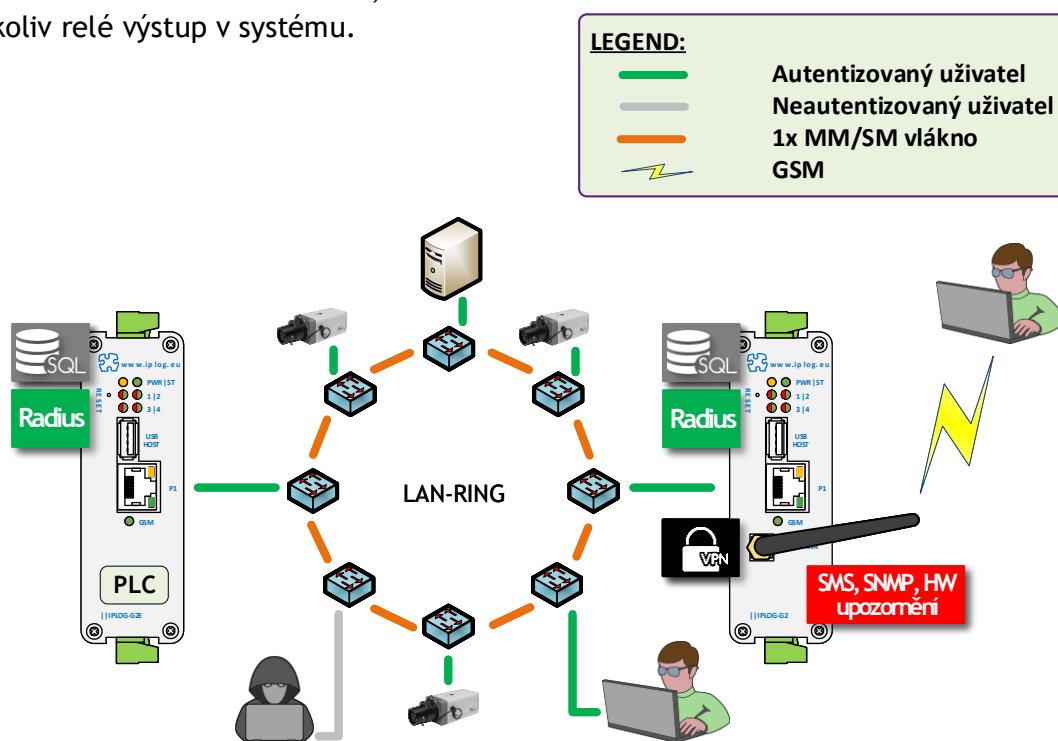 koliv relé výstup v systému.
LEGEND:
Autentizovaný uživatel
Neautentizovaný uživatel
1x MM/SM vlákno
GSM
SQL
Radius
www.iplog.eu
PWR|ST
RESET
1|2
3|4
USB
HOST
P1
GSM
PLC
||IPLOG-G2E
LAN-RING
SQL
Radius
www.iplog.eu
PWR|ST
RESET
1|2
3|4
USB
HOST
P1
GSM
VPN
SMS, SNMP, HW
upozornění
||IPLOG-G2